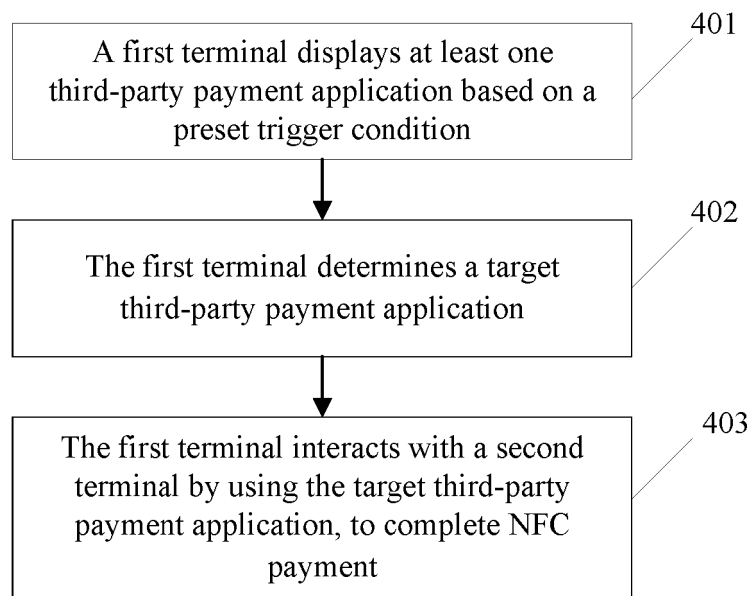 401
A first terminal displays at least one
third-party payment application based on a
preset trigger condition
402
The first terminal determines a target
third-party payment application
403
The first terminal interacts with a second
terminal by using the target third-party
payment application, to complete NFC
payment